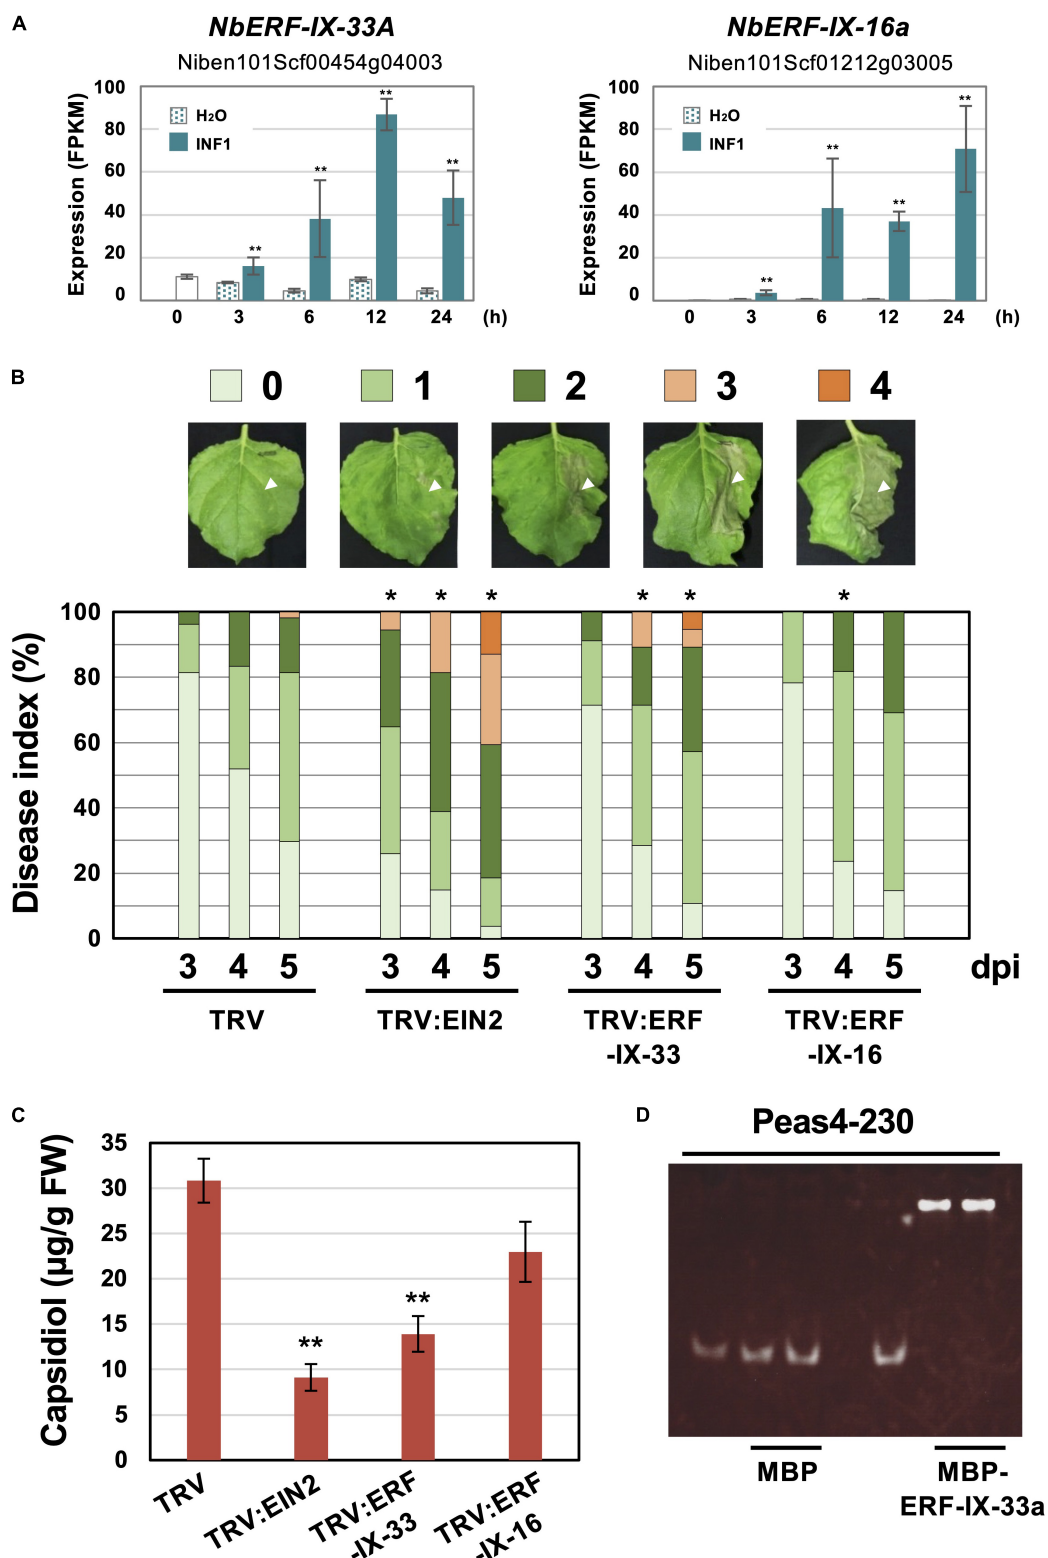 A
NbERF-IX-33A
Niben101Scf00454g04003
Expression (FPKM)
100
80
60
40
20
0
H2O
INF1
**
**
**
**
0 3 6 12 24 (h)
NbERF-IX-16a
Niben101Scf01212g03005
Expression (FPKM)
100
80
60
40
20
0
H2O
INF1
**
**
**
**
0 3 6 12 24 (h)
B
0 1 2 3 4
Disease index (%)
* * * * * *
100
80
60
40
20
0
3 4 5 3 4 5 3 4 5 3 4 5 dpi
TRV
TRV:EIN2
TRV:ERF
-IX-33
TRV:ERF
-IX-16
C
Capsidiol (µg/g FW)
35
30
25
20
15
10
5
0
**
**
TRV
TRV:EIN2
TRV:ERF
-IX-33
TRV:ERF
-IX-16
D
Peas4-230
MBP
MBP-
ERF-IX-33a